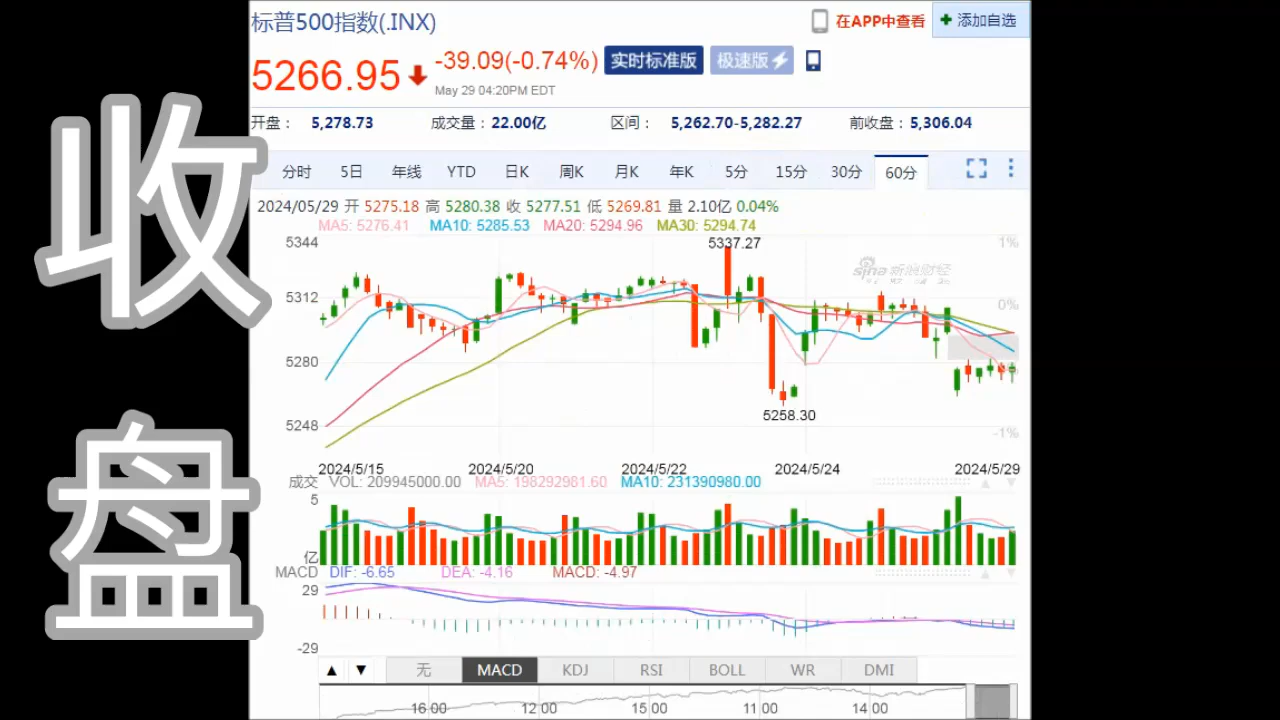 收盘
标普500指数(.INX)
在APP中查看
添加自选
5266.95 -39.09(-0.74%)
实时标准版 极速版
May 29 04:20PM EDT
开盘： 5,278.73 成交量：22.00亿 区间： 5,262.70-5,282.27 前收盘：5,306.04
分时 5日 年线 YTD 日K 周K 月K 年K 5分 15分 30分 60分
2024/05/29 开 5275.18 高 5280.38 收 5277.51 低 5269.81 量 2.10亿 0.04%
MA5: 5276.41 MA10: 5285.53 MA20: 5294.96 MA30: 5294.74
5344 5337.27 1%
sina 新浪财经
5312 0%
5280
5258.30
5248 -1%
2024/5/15 2024/5/20 2024/5/22 2024/5/24 2024/5/29
成交 VOL: 209945000.00 MA5: 198292981.60 MA10: 231390980.00
5
亿
MACD DIF: -6.65 DEA: -4.16 MACD: -4.97
29
-29
▲ ▼ 无 MACD KDJ RSI BOLL WR DMI
16:00 12:00 15:00 11:00 14:00